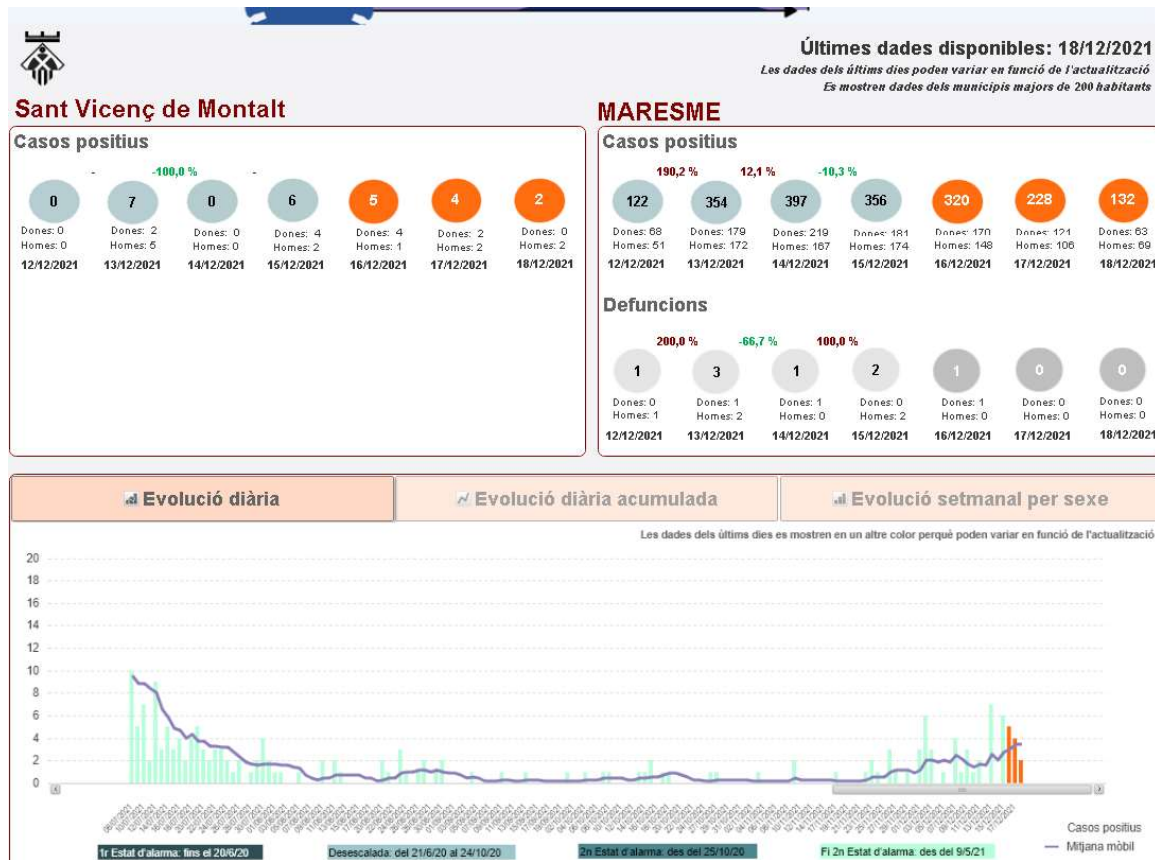 Últimes dades disponibles: 18/12/2021
Les dades dels últims dies poden variar en funció de l'actualització
Es mostren dades dels municipis majors de 200 habitants
Sant Vicenç de Montalt
Casos positius
- -100,0 % -
0 7 0 6 5 4 2
Dones: 0 Dones: 2 Dones: 0 Dones: 4 Dones: 4 Dones: 2 Dones: 0
Homes: 0 Homes: 5 Homes: 0 Homes: 2 Homes: 1 Homes: 2 Homes: 2
12/12/2021 13/12/2021 14/12/2021 15/12/2021 16/12/2021 17/12/2021 18/12/2021
MARESME
Casos positius
190,2 % 12,1 % -10,3 %
122 354 397 356 320 228 132
Dones: 68 Dones: 179 Dones: 219 Dones: 181 Dones: 170 Dones: 121 Dones: 63
Homes: 51 Homes: 172 Homes: 167 Homes: 174 Homes: 148 Homes: 106 Homes: 69
12/12/2021 13/12/2021 14/12/2021 15/12/2021 16/12/2021 17/12/2021 18/12/2021
Defuncions
200,0 % -66,7 % 100,0 %
1 3 1 2 1 0 0
Dones: 0 Dones: 1 Dones: 1 Dones: 0 Dones: 1 Dones: 0 Dones: 0
Homes: 1 Homes: 2 Homes: 0 Homes: 2 Homes: 0 Homes: 0 Homes: 0
12/12/2021 13/12/2021 14/12/2021 15/12/2021 16/12/2021 17/12/2021 18/12/2021
Evolució diària Evolució diària acumulada Evolució setmanal per sexe
Les dades dels últims dies es mostren en un altre color perquè poden variar en funció de l'actualització
20
18
16
14
12
10
8
6
4
2
0
Casos positius
Mitjana mòbil
1r Estat d'alarma: fins el 20/6/20 Desescalada: del 21/6/20 al 24/10/20 2n Estat d'alarma: des del 25/10/20 Fi 2n Estat d'alarma: des del 9/5/21